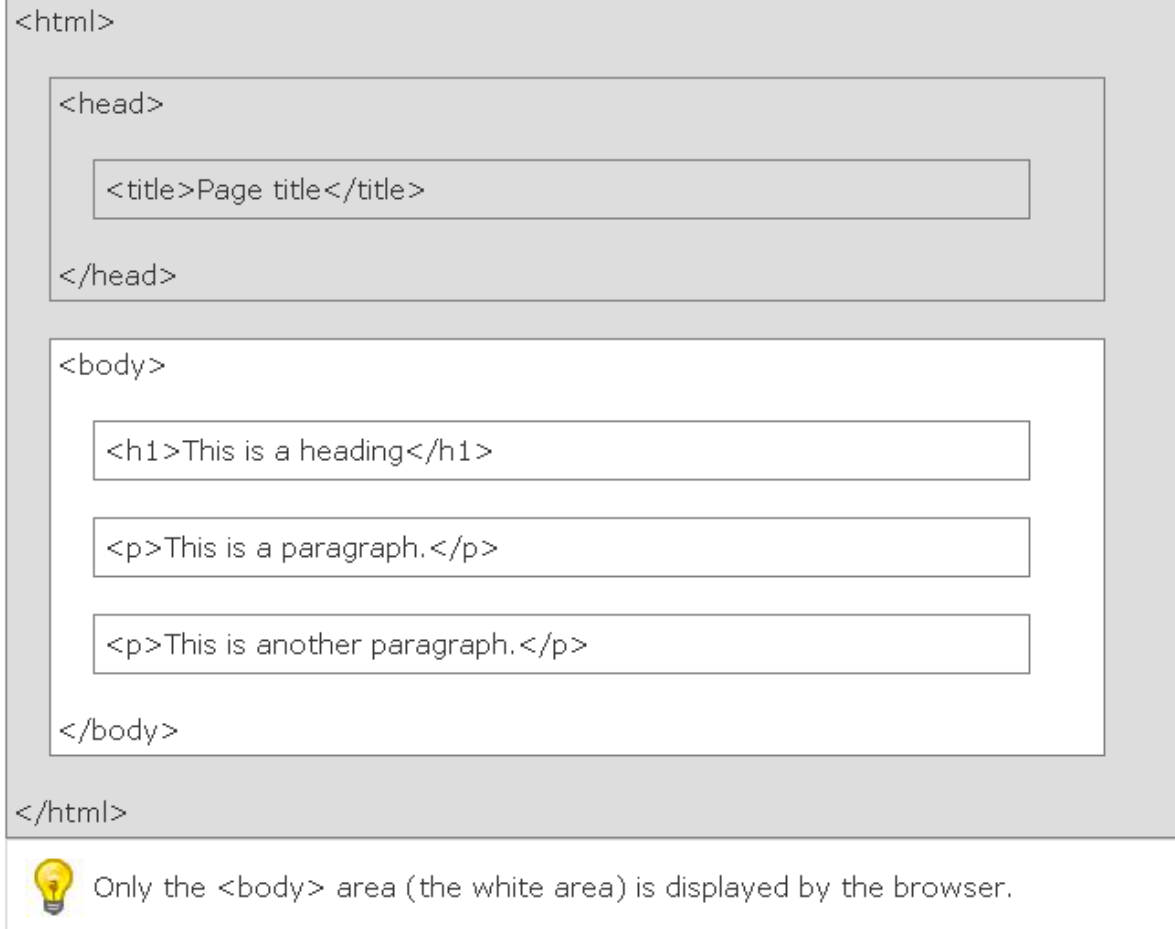 <html>
<head>
<title>Page title</title>
</head>
<body>
<h1>This is a heading</h1>
<p>This is a paragraph.</p>
<p>This is another paragraph.</p>
</body>
</html>
Only the <body> area (the white area) is displayed by the browser.